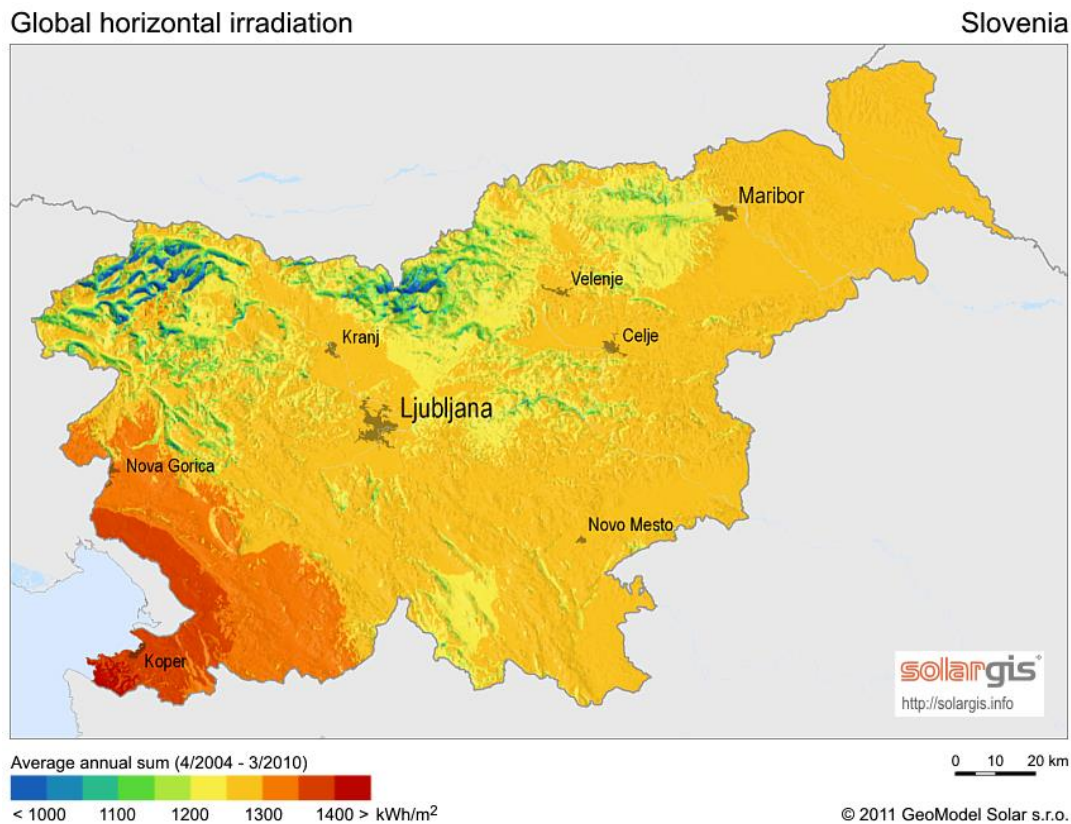 Global horizontal irradiation
Slovenia
Maribor
Velenje
Celje
Kranj
Ljubljana
Nova Gorica
Novo Mesto
Koper
solargis
http://solargis.info
Average annual sum (4/2004 - 3/2010)
0 10 20 km
< 1000 1100 1200 1300 1400 > kWh/m²
© 2011 GeoModel Solar s.r.o.